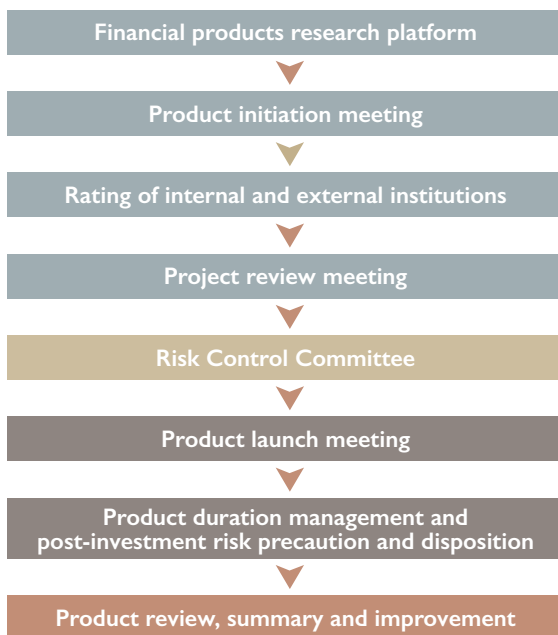 Financial products research platform
Product initiation meeting
Rating of internal and external institutions
Project review meeting
Risk Control Committee
Product launch meeting
Product duration management and
post-investment risk precaution and disposition
Product review, summary and improvement